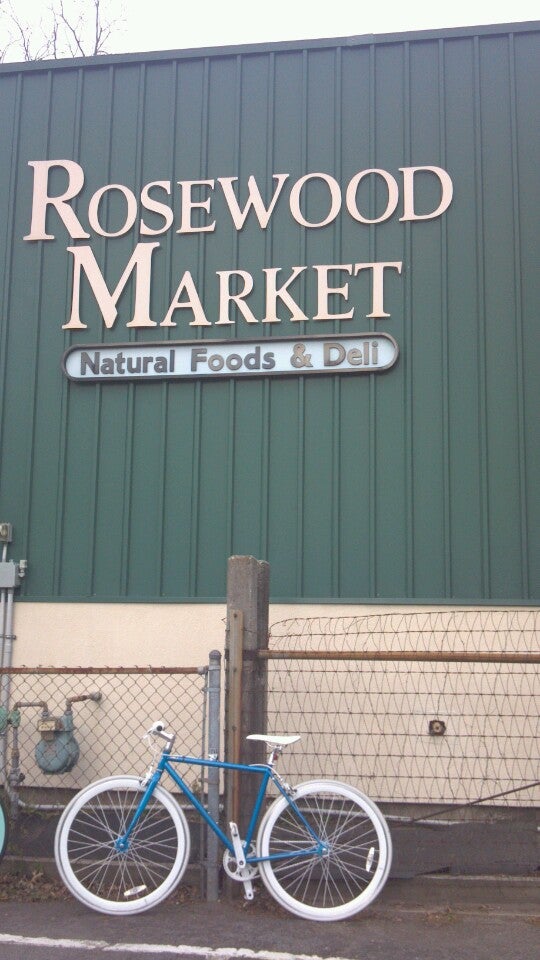 ROSEWOOD
MARKET
Natural Foods & Deli